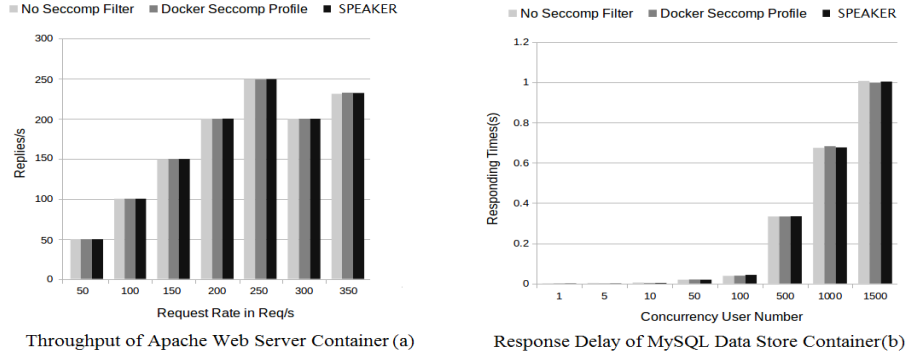 No Seccomp Filter Docker Seccomp Profile SPEAKER
300
250
200
150
100
50
0
Replies/s
50 100 150 200 250 300 350
Request Rate in Req/s
Throughput of Apache Web Server Container (a)
No Seccomp Filter Docker Seccomp Profile SPEAKER
1.2
1
0.8
0.6
0.4
0.2
0
Responding Times(s)
1 5 10 50 100 500 1000 1500
Concurrency User Number
Response Delay of MySQL Data Store Container(b)